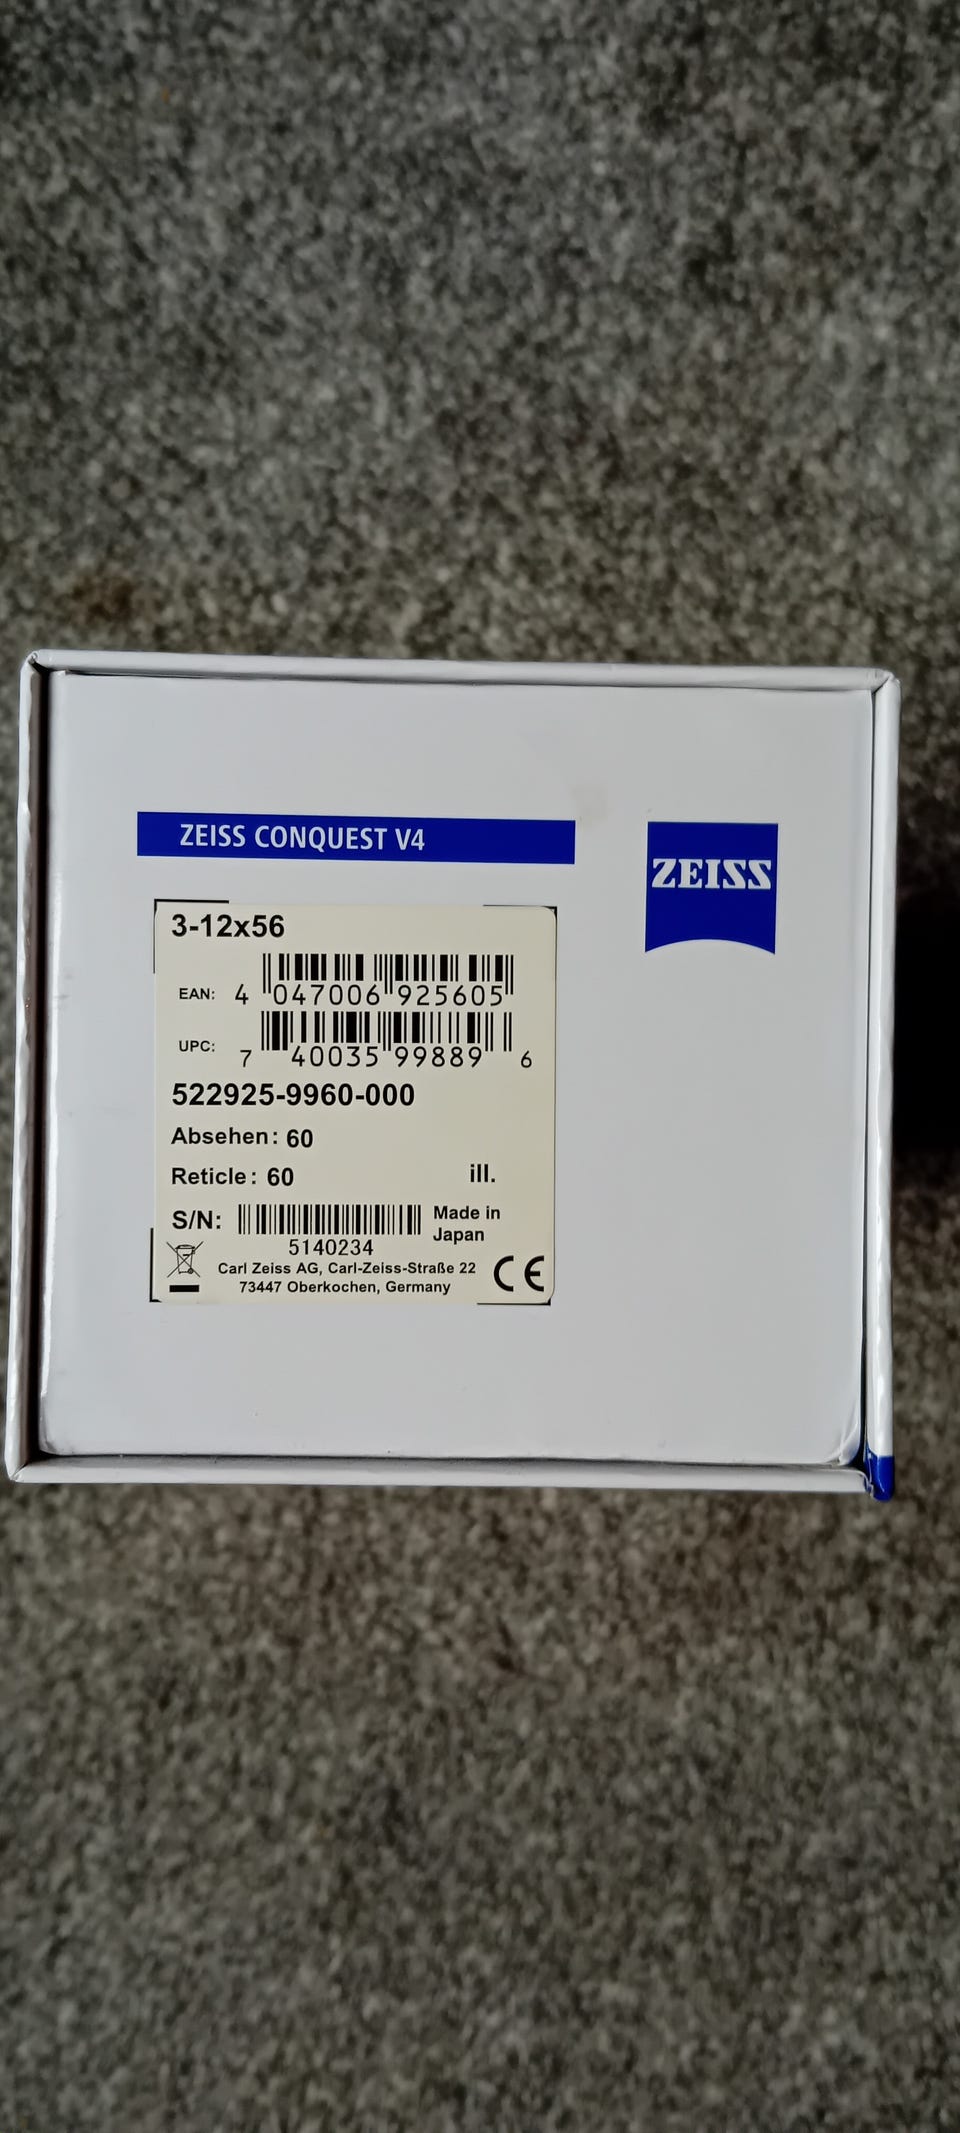 ZEISS CONQUEST V4
ZEISS
3-12x56
EAN: 4 047006 925605
UPC: 7 40035 99889 6
522925-9960-000
Absehen: 60
Reticle: 60 ill.
S/N: 5140234
Made in
Japan
Carl Zeiss AG, Carl-Zeiss-Straße 22
73447 Oberkochen, Germany
CE